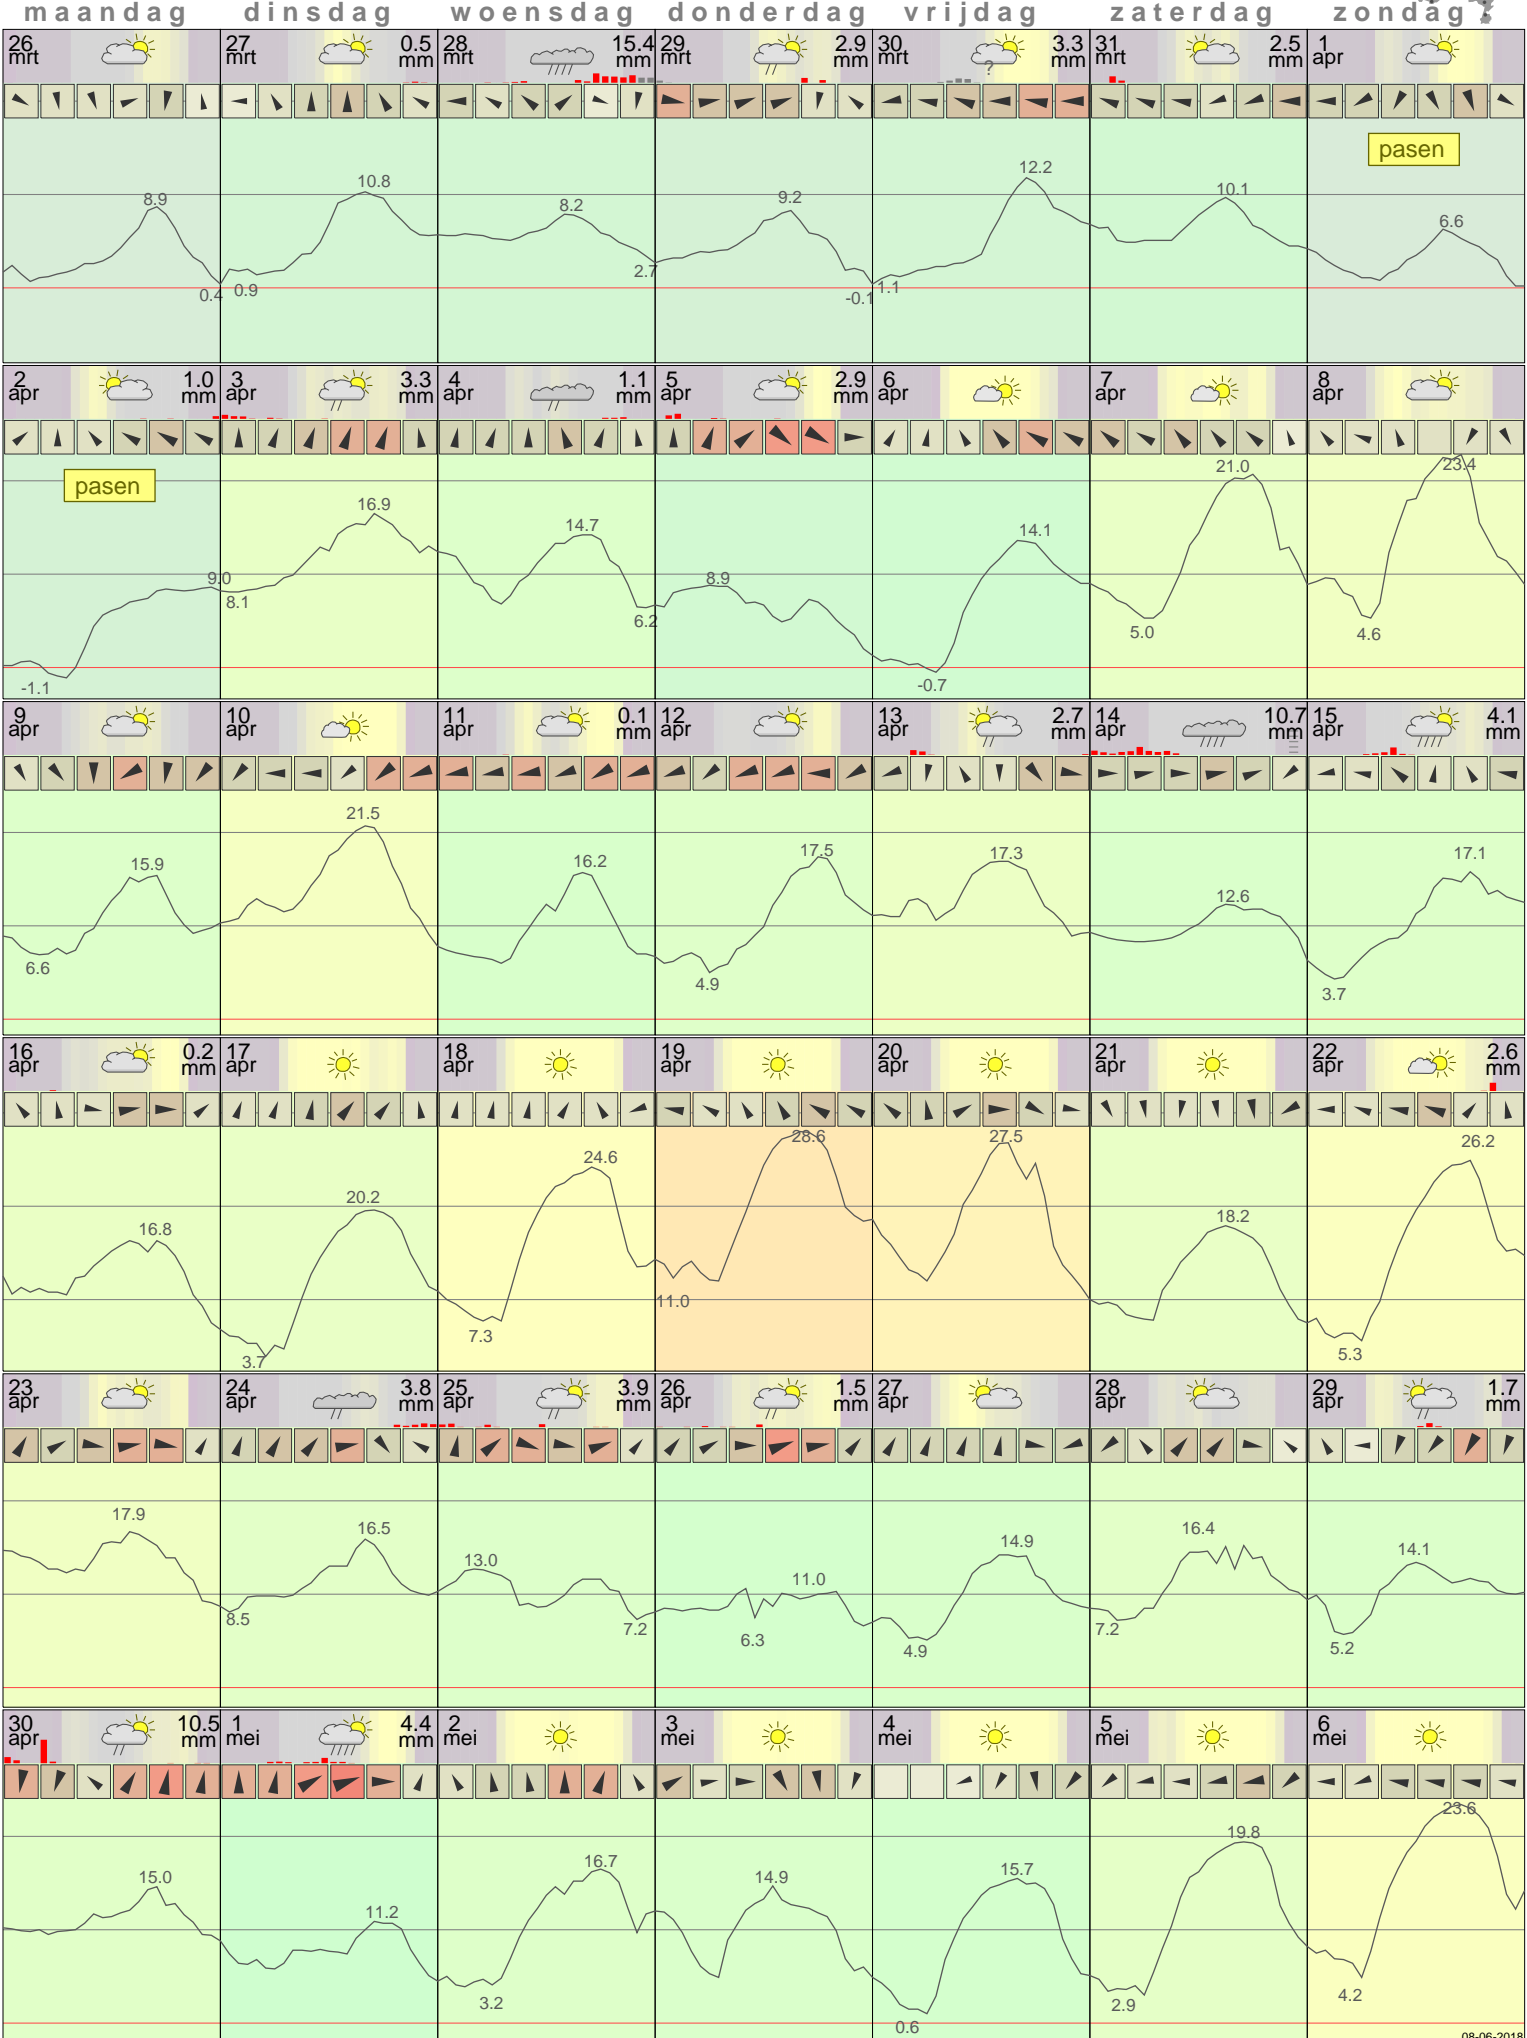 maandag dinsdag woensdag donderdag vrijdag zaterdag zondag ?
26 27 0.5 28 15.4 29 2.9 30 3.3 31 2.5 1
mrt mrt mm mrt mm mrt mm mrt ? mm mrt mm apr
pasen
8.9 10.8 8.2 9.2 12.2 10.1 6.6
0.4 0.9 2.7 -0.1 1.1
2 1.0 3 3.3 4 1.1 5 2.9 6 7 8
apr mm apr mm apr mm apr mm apr apr apr
pasen
9.0 8.1 16.9 14.7 8.9 14.1 21.0 23.4
-1.1 6.2 -0.7 5.0 4.6
9 10 11 0.1 12 13 2.7 14 10.7 15 4.1
apr apr apr mm apr apr mm apr mm apr mm
15.9 21.5 16.2 17.5 17.3 12.6 17.1
6.6 4.9 3.7
16 0.2 17 18 19 20 21 22 2.6
apr mm apr apr apr apr apr apr mm
16.8 20.2 24.6 28.6 27.5 18.2 26.2
3.7 7.3 11.0 5.3
23 24 3.8 25 3.9 26 1.5 27 28 29 1.7
apr apr mm apr mm apr mm apr apr apr mm
17.9 16.5 13.0 11.0 14.9 16.4 14.1
8.5 7.2 6.3 4.9 7.2 5.2
30 10.5 1 4.4 2 3 4 5 6
apr mm mei mm mei mei mei mei mei
15.0 11.2 16.7 14.9 15.7 19.8 23.6
3.2 0.6 2.9 4.2
08-06-2018